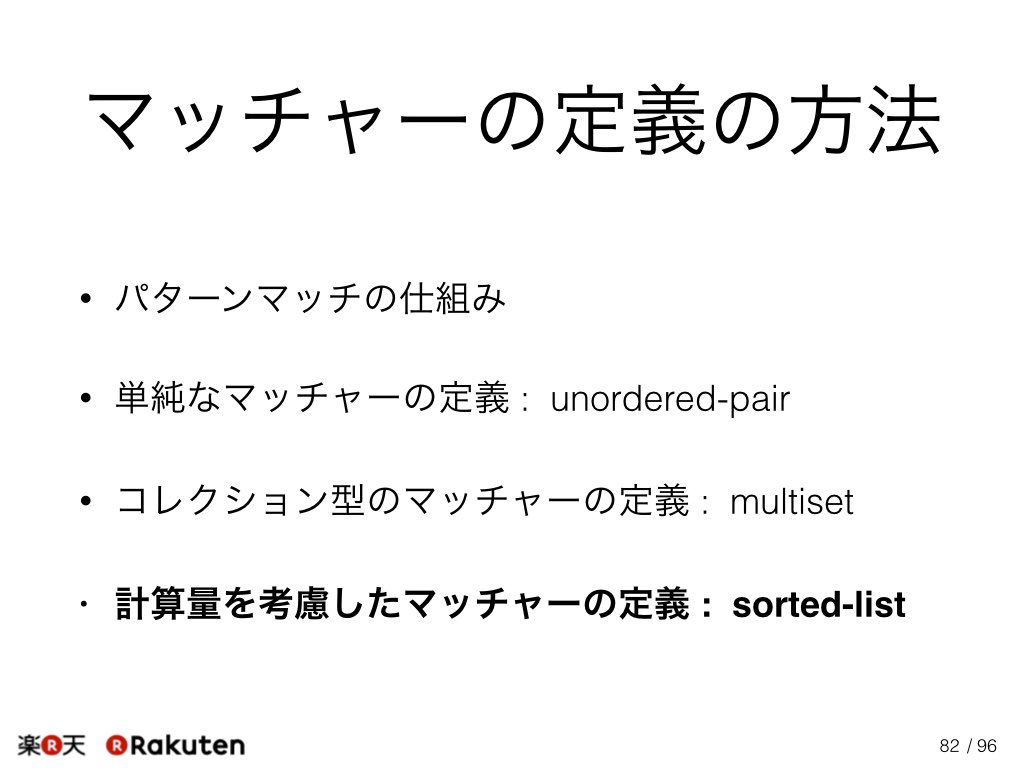 マッチャーの定義の方法
• パターンマッチの仕組み
• 単純なマッチャーの定義 : unordered-pair
• コレクション型のマッチャーの定義 : multiset
• 計算量を考慮したマッチャーの定義 : sorted-list
楽R天 R Rakuten
82 / 96